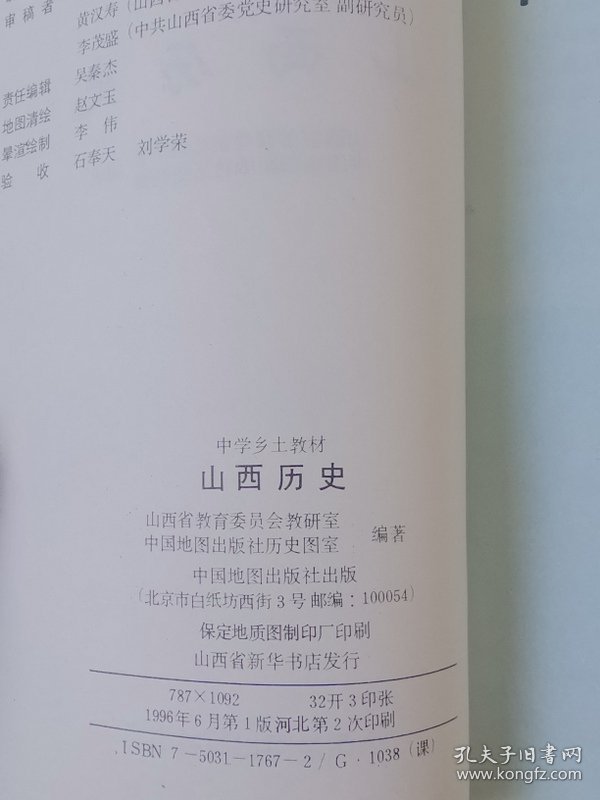 审稿者 黄汉寿(山西
李茂盛(中共山西省委党史研究室 副研究员)
责任编辑 吴秦杰
地图清绘 赵文玉
晕渲绘制 李 伟
验 收 石奉天 刘学荣
中学乡土教材
山西历史
山西省教育委员会教研室
中国地图出版社历史图室 编著
中国地图出版社出版
(北京市白纸坊西街3号 邮编:100054)
保定地质图制印厂印刷
山西省新华书店发行
787×1092 32开 3印张
1996年6月第1版河北第2次印刷
ISBN 7-5031-1767-2/G·1038(课)
孔夫子旧书网
www.kongfz.com